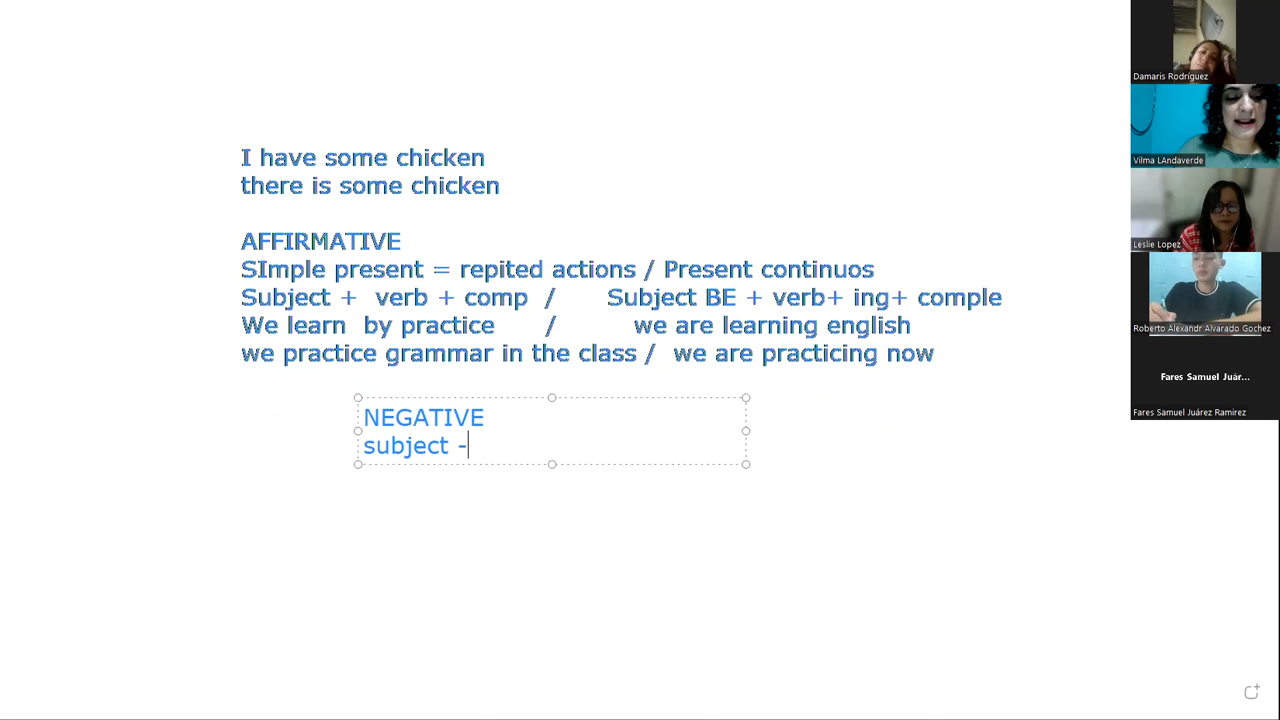 I have some chicken
there is some chicken
AFFIRMATIVE
SImple present = repited actions / Present continuos
Subject + verb + comp / Subject BE + verb+ ing+ comple
We learn by practice / we are learning english
we practice grammar in the class / we are practicing now
NEGATIVE
subject -
Damaris Rodríguez
Vilma LAndaverde
Leslie Lopez
Roberto Alexandr Alvarado Gochez
Fares Samuel Juár...
Fares Samuel Juárez Ramirez